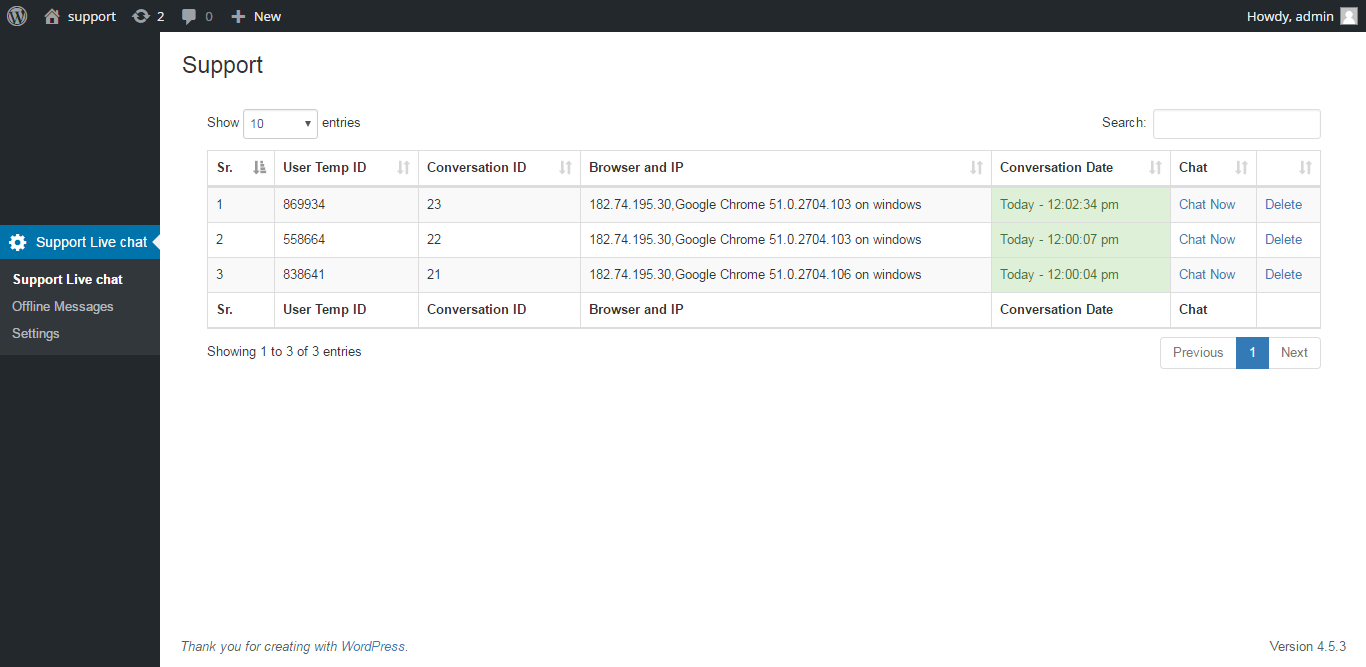 support 2 0 New Howdy, admin
Support
Show 10 entries Search:
Sr. User Temp ID Conversation ID Browser and IP Conversation Date Chat
1 869934 23 182.74.195.30,Google Chrome 51.0.2704.103 on windows Today - 12:02:34 pm Chat Now Delete
2 558664 22 182.74.195.30,Google Chrome 51.0.2704.103 on windows Today - 12:00:07 pm Chat Now Delete
3 838641 21 182.74.195.30,Google Chrome 51.0.2704.106 on windows Today - 12:00:04 pm Chat Now Delete
Sr. User Temp ID Conversation ID Browser and IP Conversation Date Chat
Showing 1 to 3 of 3 entries Previous 1 Next
Support Live chat
Support Live chat
Offline Messages
Settings
Thank you for creating with WordPress. Version 4.5.3